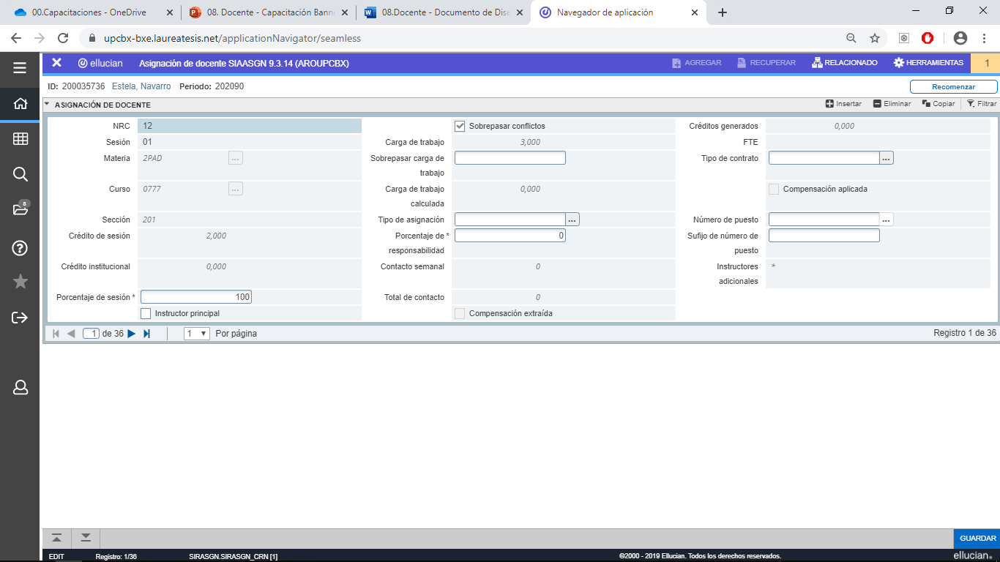 00.Capacitaciones - OneDrive
08. Docente - Capacitación Bann
08.Docente - Documento de Dise
Navegador de aplicación
upcbx-bxe.laureatesis.net/applicationNavigator/seamless
ellucian Asignación de docente SIAASGN 9.3.14 (AROUPCBX) AGREGAR RECUPERAR RELACIONADO HERRAMIENTAS 1
ID: 200035736 Estela, Navarro Periodo: 202090 Recomenzar
ASIGNACIÓN DE DOCENTE Insertar Eliminar Copiar Filtrar
NRC 12 Sobrepasar conflictos Créditos generados 0,000
Sesión 01 Carga de trabajo 3,000 FTE
Materia 2PAD ... Sobrepasar carga de trabajo Tipo de contrato ...
Curso 0777 ... Carga de trabajo calculada 0,000 Compensación aplicada
Sección 201 Tipo de asignación ... Número de puesto ...
Crédito de sesión 2,000 Porcentaje de * responsabilidad 0 Sufijo de número de puesto
Crédito institucional 0,000 Contacto semanal 0 Instructores adicionales *
Porcentaje de sesión * 100 Total de contacto 0
Instructor principal Compensación extraída
1 de 36 1 Por página Registro 1 de 36
8
GUARDAR
EDIT Registro: 1/36 SIRASGN.SIRASGN_CRN [1] ©2000 - 2019 Ellucian. Todos los derechos reservados. ellucian.